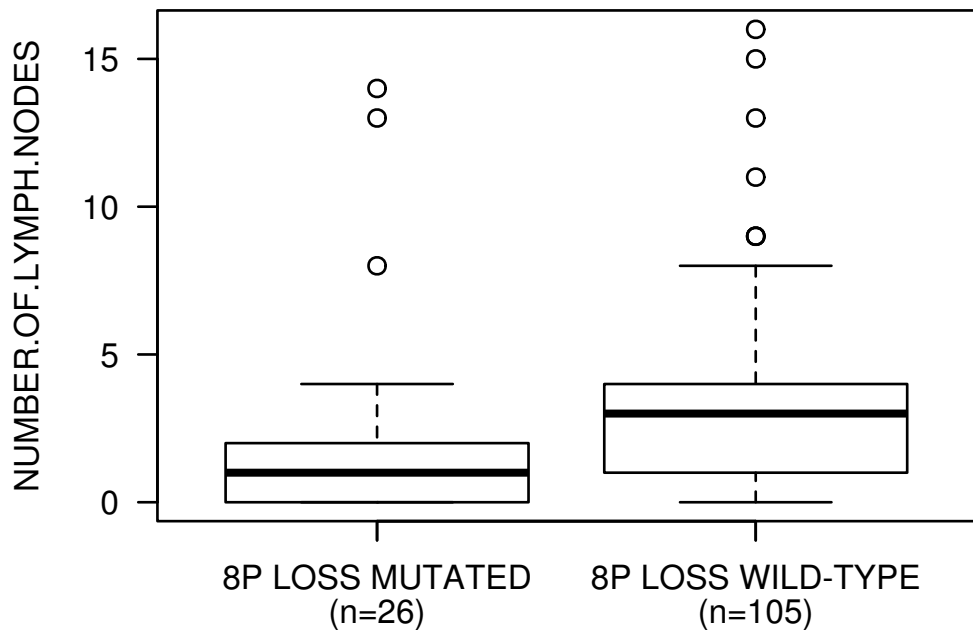 NUMBER.OF.LYMPH.NODES
15
10
5
0
8P LOSS MUTATED
(n=26)
8P LOSS WILD-TYPE
(n=105)